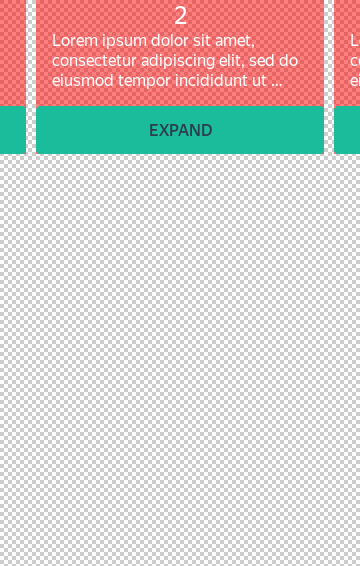 2
Lorem ipsum dolor sit amet,
consectetur adipiscing elit, sed do
eiusmod tempor incididunt ut ...
EXPAND